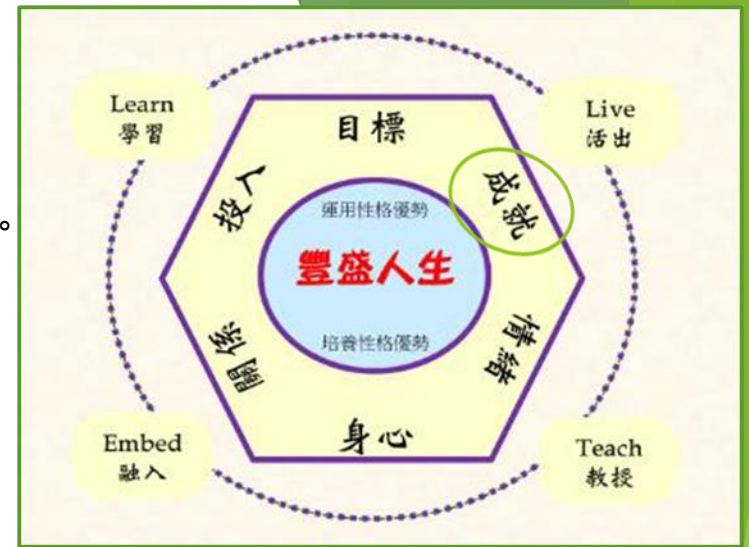 。
Learn
學習
Live
活出
目標
投入
成就
運用性格優勢
豐盛人生
培養性格優勢
關係
情緒
身心
Embed
融入
Teach
教授